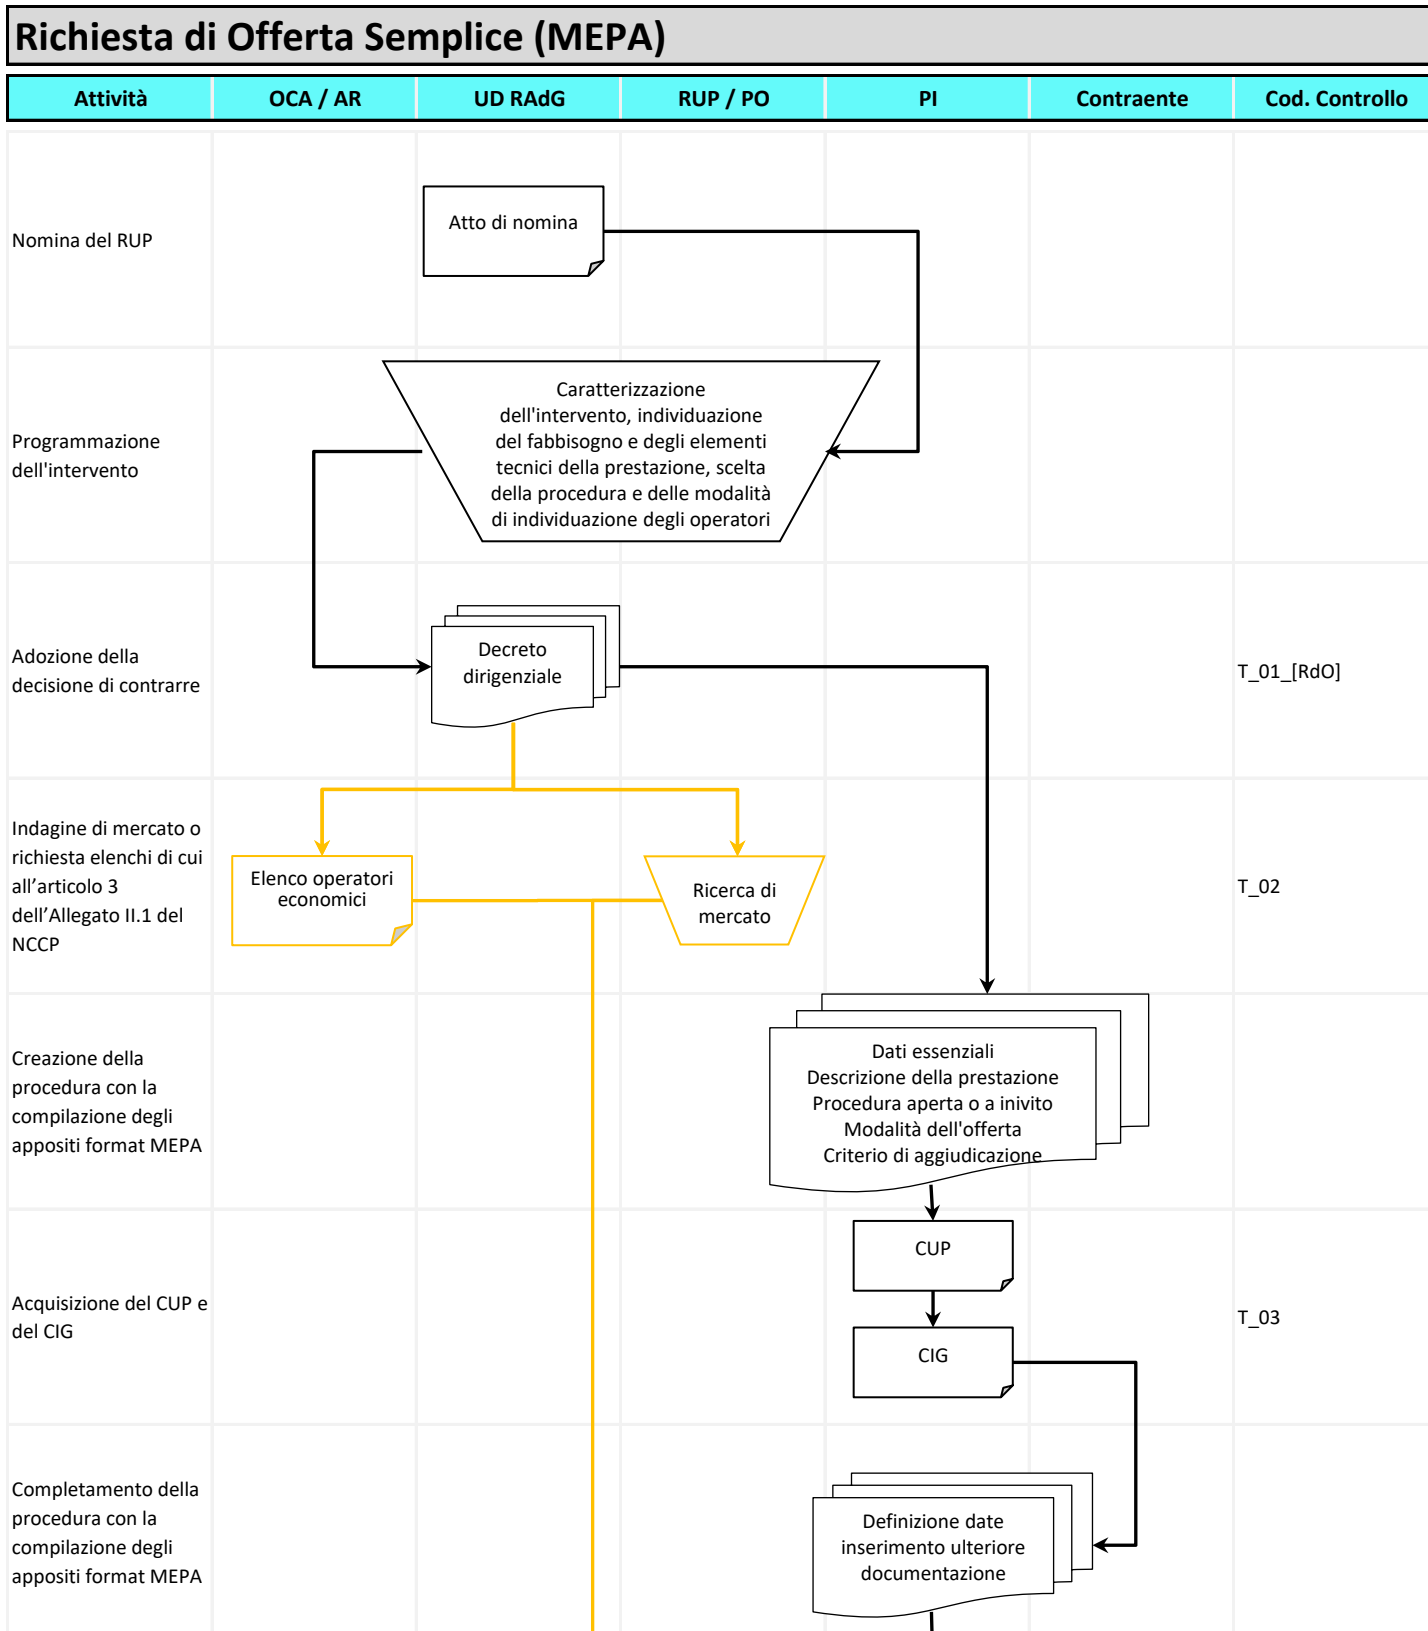 Richiesta di Offerta Semplice (MEPA)
Attività
OCA / AR
UD RAdG
RUP / PO
PI
Contraente
Cod. Controllo
Nomina del RUP
Atto di nomina
Programmazione
dell'intervento
Caratterizzazione
dell'intervento, individuazione
del fabbisogno e degli elementi
tecnici della prestazione, scelta
della procedura e delle modalità
di individuazione degli operatori
Adozione della
decisione di contrarre
Decreto
dirigenziale
T_01_[RdO]
Indagine di mercato o
richiesta elenchi di cui
all’articolo 3
dell’Allegato II.1 del
NCCP
Elenco operatori
economici
Ricerca di
mercato
T_02
Creazione della
procedura con la
compilazione degli
appositi format MEPA
Dati essenziali
Descrizione della prestazione
Procedura aperta o a inivito
Modalità dell'offerta
Criterio di aggiudicazione
Acquisizione del CUP e
del CIG
CUP
CIG
T_03
Completamento della
procedura con la
compilazione degli
appositi format MEPA
Definizione date
inserimento ulteriore
documentazione